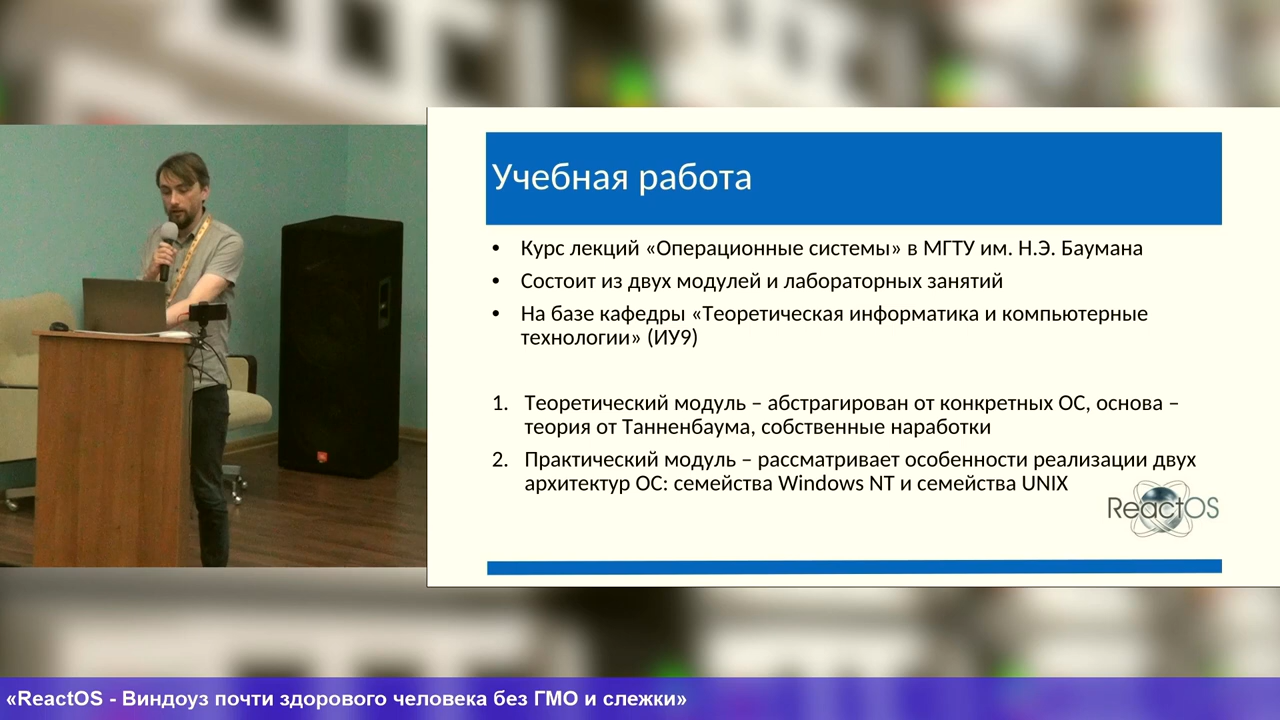 Учебная работа
• Курс лекций «Операционные системы» в МГТУ им. Н.Э. Баумана
• Состоит из двух модулей и лабораторных занятий
• На базе кафедры «Теоретическая информатика и компьютерные
технологии» (ИУ9)
1. Теоретический модуль – абстрагирован от конкретных ОС, основа –
теория от Танненбаума, собственные наработки
2. Практический модуль – рассматривает особенности реализации двух
архитектур ОС: семейства Windows NT и семейства UNIX
ReactOS
«ReactOS - Виндоуз почти здорового человека без ГМО и слежки»